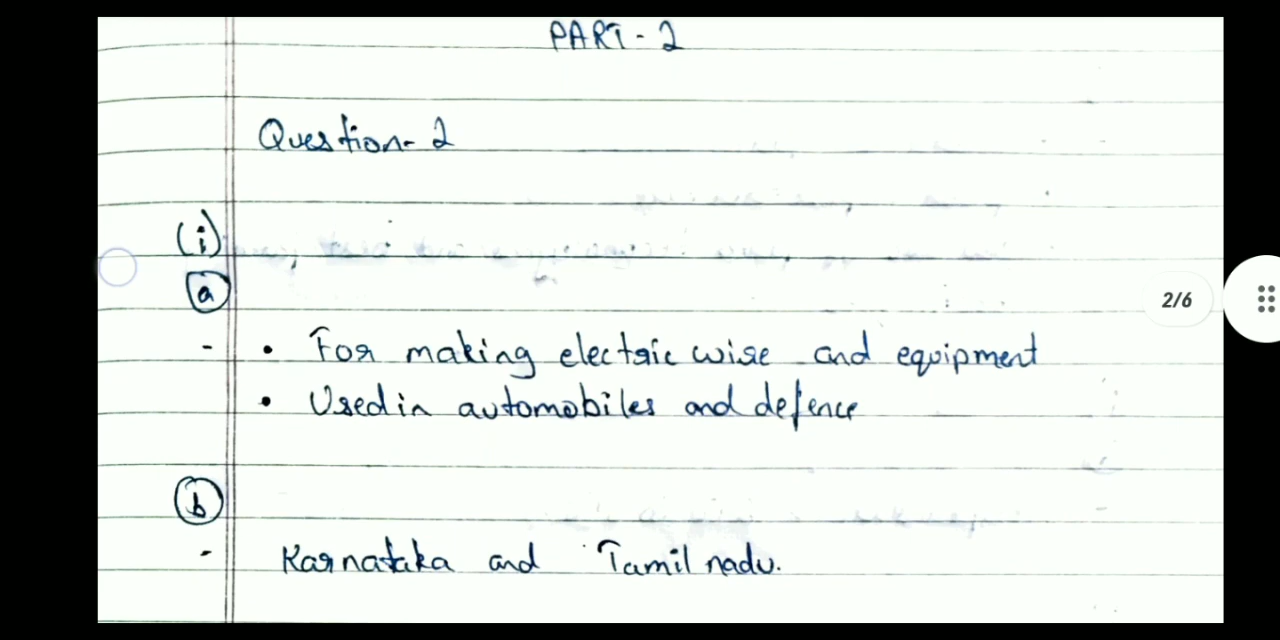 PART - 2
Question - 2
(i)
a
- • For making electric wire and equipment
2/6
• Used in automobiles and defence
b
- Karnataka and Tamil nadu.